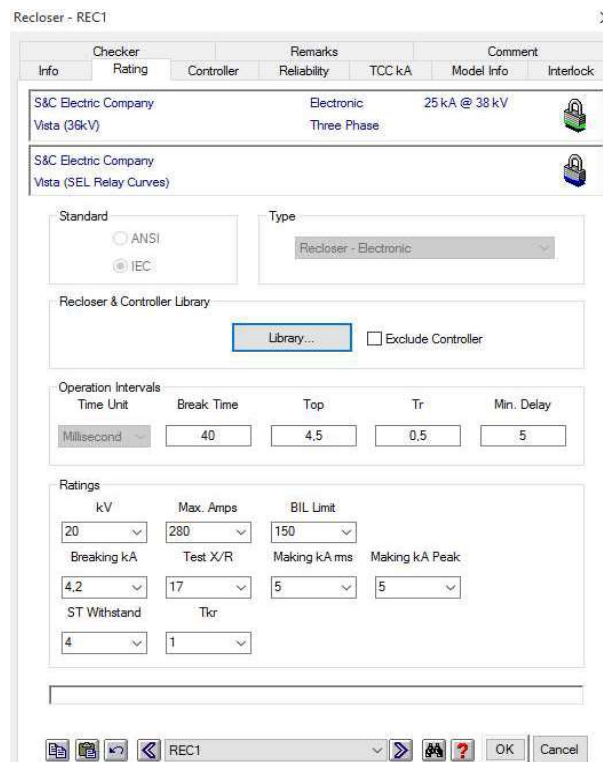 Recloser - REC1
Checker Remarks Comment
Info Rating Controller Reliability TCC kA Model Info Interlock
S&C Electric Company Electronic 25 kA @ 38 kV
Vista (36kV) Three Phase
S&C Electric Company
Vista (SEL Relay Curves)
Standard Type
ANSI
Recloser - Electronic
IEC
Recloser & Controller Library
Library... Exclude Controller
Operation Intervals
Time Unit Break Time Top Tr Min. Delay
Millisecond 40 4,5 0,5 5
Ratings
kV Max. Amps BIL Limit
20 280 150
Breaking kA Test X/R Making kA rms Making kA Peak
4,2 17 5 5
ST Withstand Tkr
4 1
REC1 ? OK Cancel